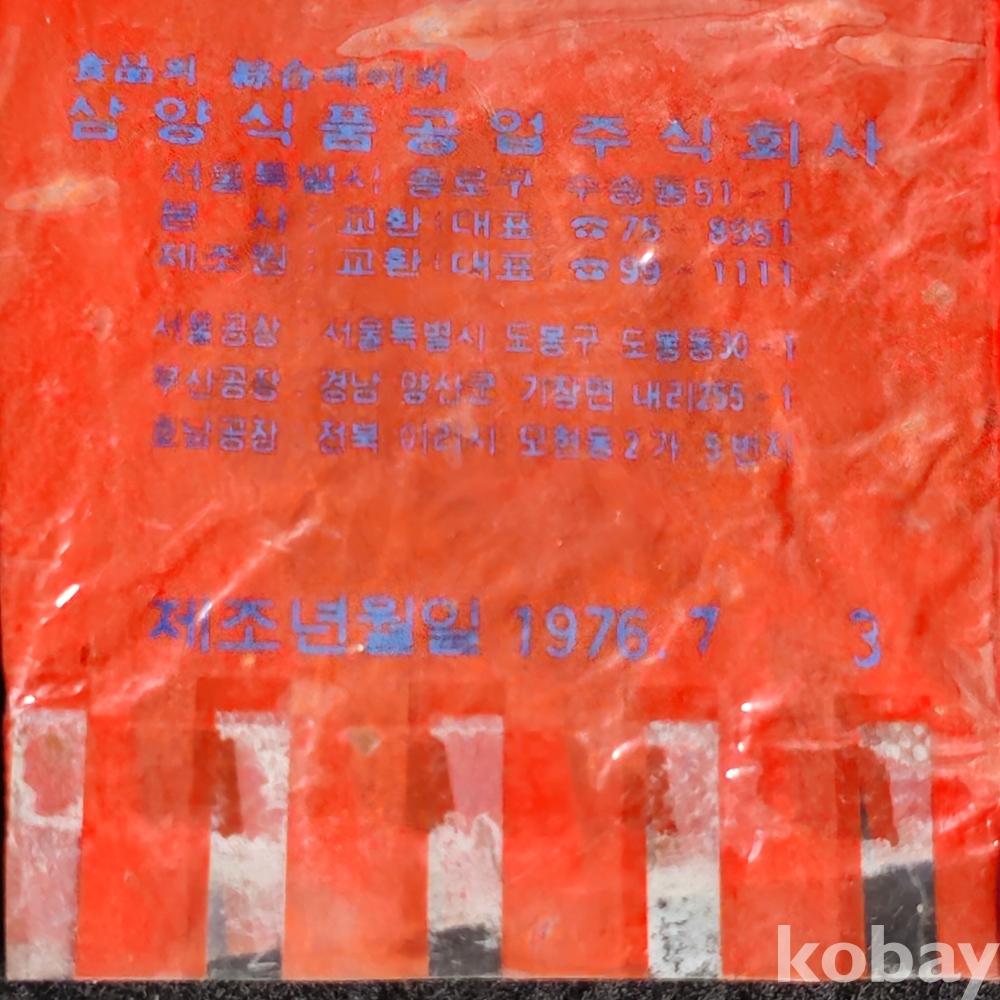 食品의 綜合메이커
삼양식품공업주식회사
서울특별시 종로구 수송동51-1
본 사 : 교환(대표 ☎75-8951
제조원 : 교환(대표 ☎99-1111
서울공장 : 서울특별시 도봉구 도봉동30-1
부산공장 : 경남 양산군 기장면 내리255-1
호남공장 : 전북 이리시 모현동2가 5번지
제조년월일 1976.7 3
kobay